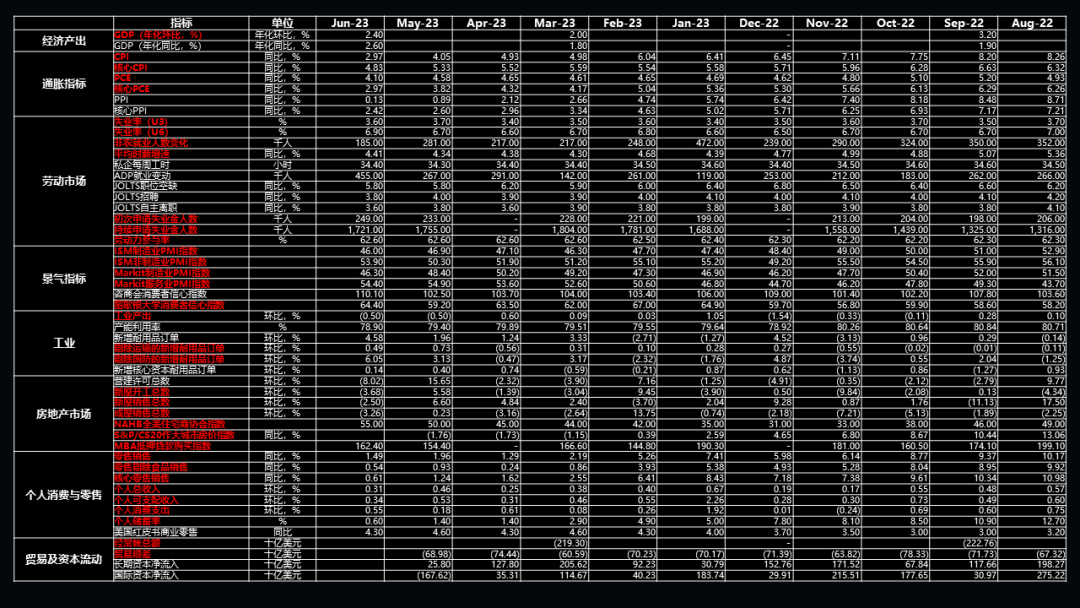 指标 单位 Jun-23 May-23 Apr-23 Mar-23 Feb-23 Jan-23 Dec-22 Nov-22 Oct-22 Sep-22 Aug-22
经济产出
GDP（年化环比，%） 年化环比，% 2.40 2.00 - 3.20
GDP（年化同比，%） 年化同比，% 2.60 1.80 - 1.90
通胀指标
CPI 同比，% 2.97 4.05 4.93 4.98 6.04 6.41 6.45 7.11 7.75 8.20 8.26
核心CPI 同比，% 4.83 5.33 5.52 5.59 5.54 5.58 5.71 5.96 6.28 6.63 6.32
PCE 同比，% 4.10 4.58 4.65 4.61 4.65 4.69 4.62 4.80 5.10 5.20 4.93
核心PCE 同比，% 2.97 3.82 4.32 4.17 5.04 5.36 5.30 5.66 6.13 6.29 6.26
PPI 同比，% 0.13 0.89 2.12 2.66 4.74 5.74 6.42 7.40 8.18 8.48 8.71
核心PPI 同比，% 2.42 2.60 2.96 3.34 4.63 5.02 5.71 6.25 6.93 7.17 7.21
劳动市场
失业率（U3） % 3.60 3.70 3.40 3.50 3.60 3.40 3.50 3.60 3.70 3.50 3.70
失业率（U6） % 6.90 6.70 6.60 6.70 6.80 6.60 6.50 6.70 6.70 6.70 7.00
非农就业人数变化 千人 185.00 281.00 217.00 217.00 248.00 472.00 239.00 290.00 324.00 350.00 352.00
平均时薪增速 同比，% 4.41 4.34 4.38 4.30 4.68 4.39 4.77 4.99 4.88 5.07 5.36
私企每周工时 小时 34.40 34.30 34.40 34.40 34.50 34.60 34.40 34.50 34.60 34.60 34.50
ADP就业变动 千人 455.00 267.00 291.00 142.00 261.00 119.00 253.00 212.00 183.00 262.00 266.00
JOLTS职位空缺 同比，% 5.80 5.80 6.20 5.90 6.00 6.40 6.80 6.50 6.40 6.60 6.20
JOLTS招聘 同比，% 3.80 4.00 3.90 3.90 4.00 4.10 4.00 4.10 4.00 4.10 4.20
JOLTS自主离职 同比，% 3.60 3.80 3.60 3.80 3.80 3.80 3.80 3.90 3.80 4.00 4.10
初次申请失业金人数 千人 249.00 233.00 - 228.00 221.00 199.00 - 213.00 204.00 198.00 206.00
持续申请失业金人数 千人 1,721.00 1,755.00 - 1,804.00 1,781.00 1,688.00 - 1,558.00 1,439.00 1,325.00 1,316.00
劳动力参与率 % 62.60 62.60 62.60 62.60 62.50 62.40 62.30 62.20 62.20 62.30 62.30
景气指标
ISM制造业PMI指数 46.00 46.90 47.10 46.30 47.70 47.40 48.40 49.00 50.00 51.00 52.90
ISM非制造业PMI指数 53.90 50.30 51.90 51.20 55.10 55.20 49.20 55.50 54.50 55.90 56.10
Markit制造业PMI指数 46.30 48.40 50.20 49.20 47.30 46.90 46.20 47.70 50.40 52.00 51.50
Markit服务业PMI指数 54.40 54.90 53.60 52.60 50.60 46.80 44.70 46.20 47.80 49.30 43.70
咨商会消费者信心指数 110.10 102.50 103.70 104.00 103.40 106.00 109.00 101.40 102.20 107.80 103.60
密歇根大学消费者信心指数 64.40 59.20 63.50 62.00 67.00 64.90 59.70 56.80 59.90 58.60 58.20
工业
工业产出 环比，% (0.50) (0.50) 0.60 0.09 0.03 1.05 (1.54) (0.33) (0.11) 0.28 0.10
产能利用率 % 78.90 79.40 79.89 79.51 79.55 79.64 78.92 80.26 80.64 80.84 80.71
新增耐用品订单 环比，% 4.58 1.96 1.24 3.33 (2.71) (1.27) 4.52 (3.13) 0.96 0.29 (0.14)
扣除运输的新增耐用品订单 环比，% 0.49 0.73 (0.56) 0.31 0.10 0.28 0.27 (0.55) (0.02) (0.01) (0.11)
扣除国防的新增耐用品订单 环比，% 6.05 3.13 (0.47) 3.17 (2.32) (1.76) 4.87 (3.74) 0.55 2.04 (1.25)
新增核心资本耐用品订单 环比，% 0.14 0.40 0.74 (0.59) (0.21) 0.87 0.62 (1.13) 0.86 (1.27) 0.93
房地产市场
营建许可总数 环比，% (8.02) 15.65 (2.32) (3.90) 7.16 (1.25) (4.91) (0.35) (2.12) (2.79) 9.77
新屋开工总数 环比，% (3.68) 5.58 (1.39) (3.04) 9.45 (3.90) 0.50 (9.84) (2.08) 0.13 (4.34)
新屋销售总数 环比，% (2.50) 6.60 4.84 2.40 (3.70) 2.04 9.28 0.87 1.76 (11.13) 17.50
成屋销售总数 环比，% (3.26) 0.23 (3.16) (2.64) 13.75 (0.74) (2.18) (7.21) (5.13) (1.89) (2.25)
NAHB全美住宅商协会指数 55.00 50.00 45.00 44.00 42.00 35.00 31.00 33.00 38.00 46.00 49.00
S&P/CS20作大城市房价指数 同比，% (1.76) (1.73) (1.15) 0.39 2.59 4.65 6.80 8.67 10.44 13.06
MBA抵押贷款购买指数 162.40 154.40 - 166.60 144.80 190.30 - 181.00 160.50 174.10 199.10
个人消费与零售
零售销售 同比，% 1.49 1.96 1.29 2.19 5.26 7.41 5.98 6.14 8.77 9.37 10.17
零售剔除食品销售 同比，% 0.54 0.93 0.24 0.86 3.93 5.38 4.93 5.28 8.04 8.95 9.92
核心零售销售 同比，% 0.61 1.24 1.62 2.55 6.41 8.43 7.18 7.38 9.61 10.34 10.98
个人总收入 环比，% 0.31 0.46 0.25 0.38 0.40 0.67 0.19 0.17 0.55 0.48 0.57
个人可支配收入 环比，% 0.34 0.53 0.31 0.46 0.55 2.26 0.28 0.30 0.73 0.49 0.60
个人消费支出 环比，% 0.55 0.18 0.61 0.08 0.26 1.92 0.01 (0.24) 0.69 0.60 0.75
个人储蓄率 % 0.60 1.40 1.40 2.90 4.90 5.00 7.80 8.10 8.50 10.90 12.70
美国红皮书商业零售 同比 4.30 4.60 4.30 4.60 4.30 4.00 3.70 3.50 3.50 3.00 3.20
贸易及资本流动
经常帐总额 十亿美元 (219.30) - (222.76)
贸易顺差 十亿美元 (68.98) (74.44) (60.59) (70.23) (70.17) (71.39) (63.82) (78.33) (71.73) (67.32)
长期资本净流入 十亿美元 25.80 127.80 205.62 92.23 30.79 152.76 171.52 67.84 117.66 198.27
国际资本净流入 十亿美元 (167.62) 35.31 114.67 40.23 183.74 29.91 215.51 177.65 30.97 275.22